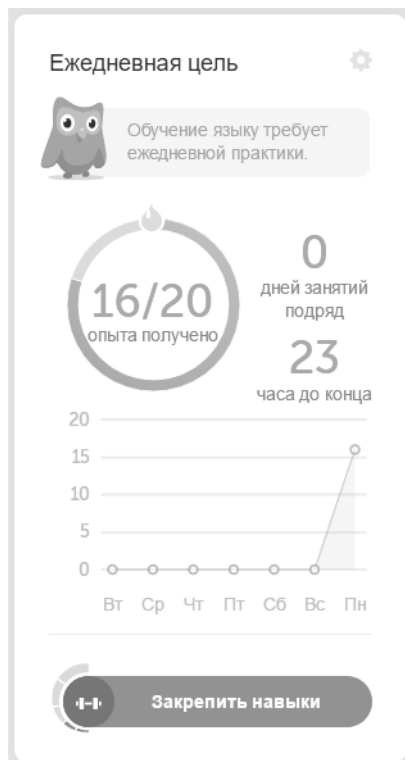 Ежедневная цель
Обучение языку требует
ежедневной практики.
16/20
опыта получено
0
дней занятий
подряд
23
часа до конца
20
15
10
5
0
Вт Ср Чт Пт Сб Вс Пн
Закрепить навыки